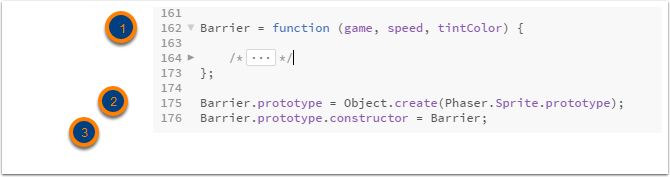 161
1 162 ▼ Barrier = function (game, speed, tintColor) {
163
164 ▶ /* ... */
173 };
174
2 175 Barrier.prototype = Object.create(Phaser.Sprite.prototype);
3 176 Barrier.prototype.constructor = Barrier;